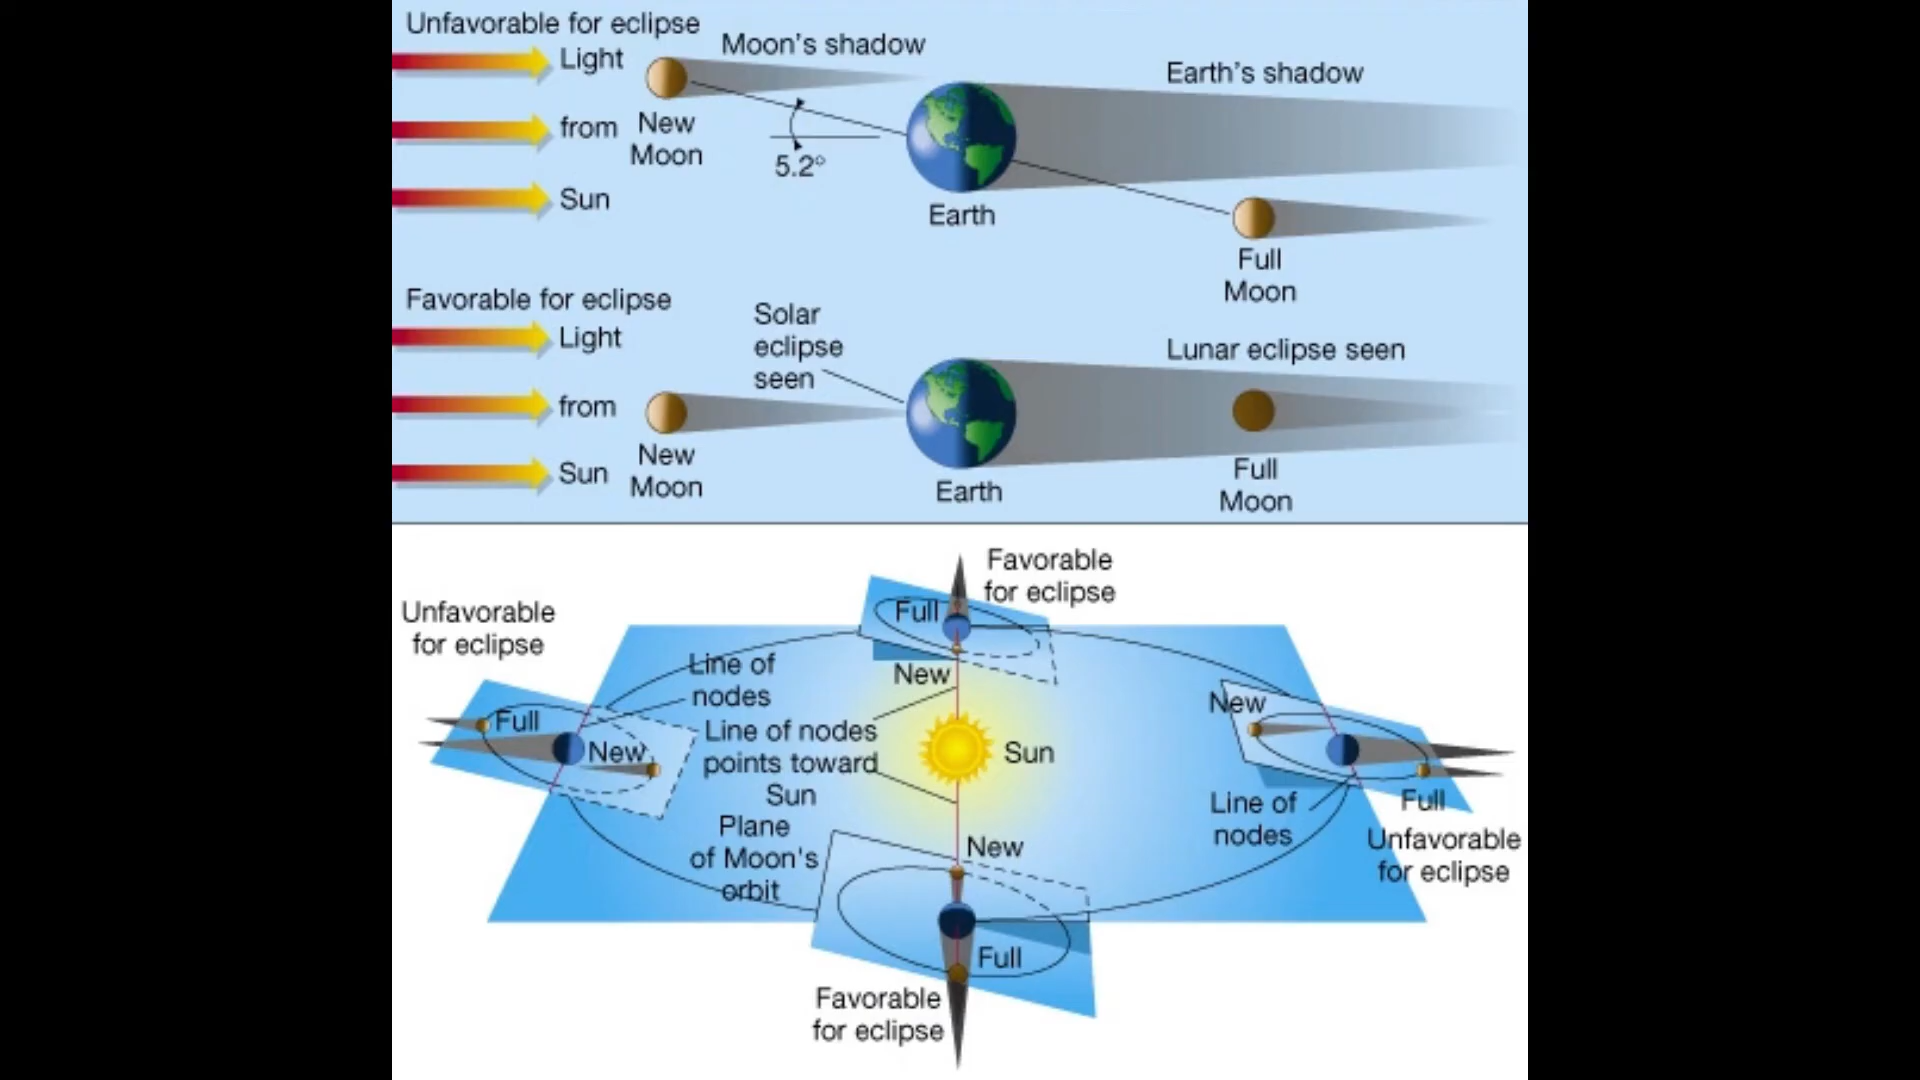 Unfavorable for eclipse
Light
from
Sun
New
Moon
Moon's shadow
5.2°
Earth
Earth's shadow
Full
Moon
Favorable for eclipse
Light
from
Sun
New
Moon
Solar
eclipse
seen
Earth
Lunar eclipse seen
Full
Moon
Favorable
for eclipse
Full
New
Unfavorable
for eclipse
Full
New
Line of
nodes
Line of nodes
points toward
Sun
Sun
Plane
of Moon's
orbit
New
Full
Favorable
for eclipse
New
Line of
nodes
Full
Unfavorable
for eclipse